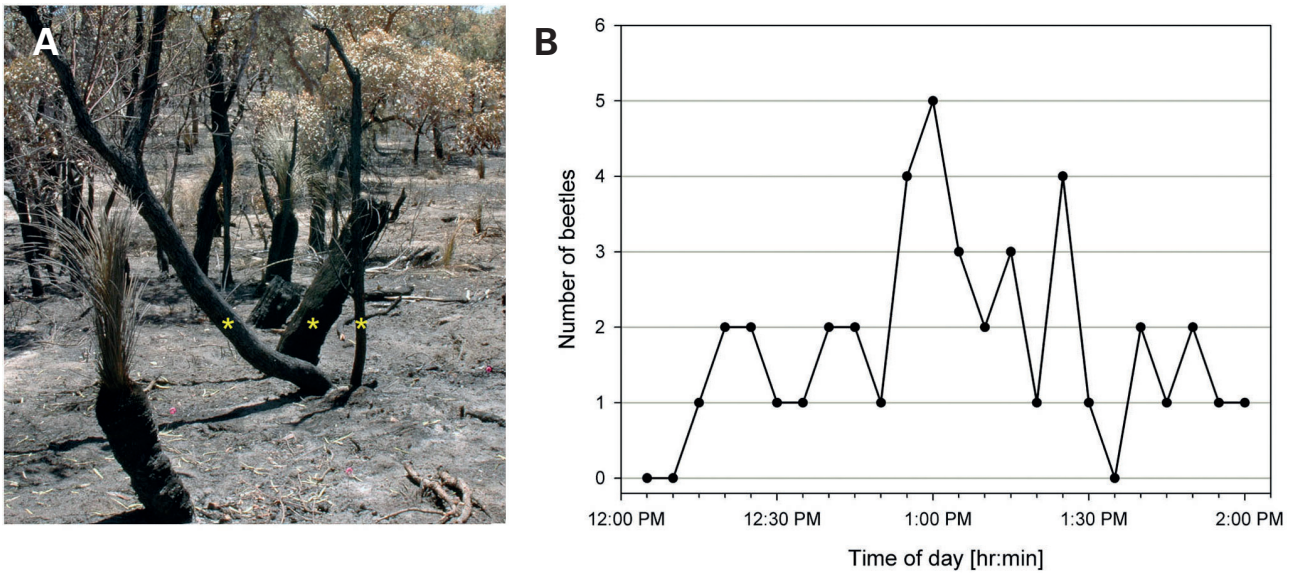 A
B
6
5
4
3
2
1
0
Number of beetles
12:00 PM
12:30 PM
1:00 PM
1:30 PM
2:00 PM
Time of day [hr:min]